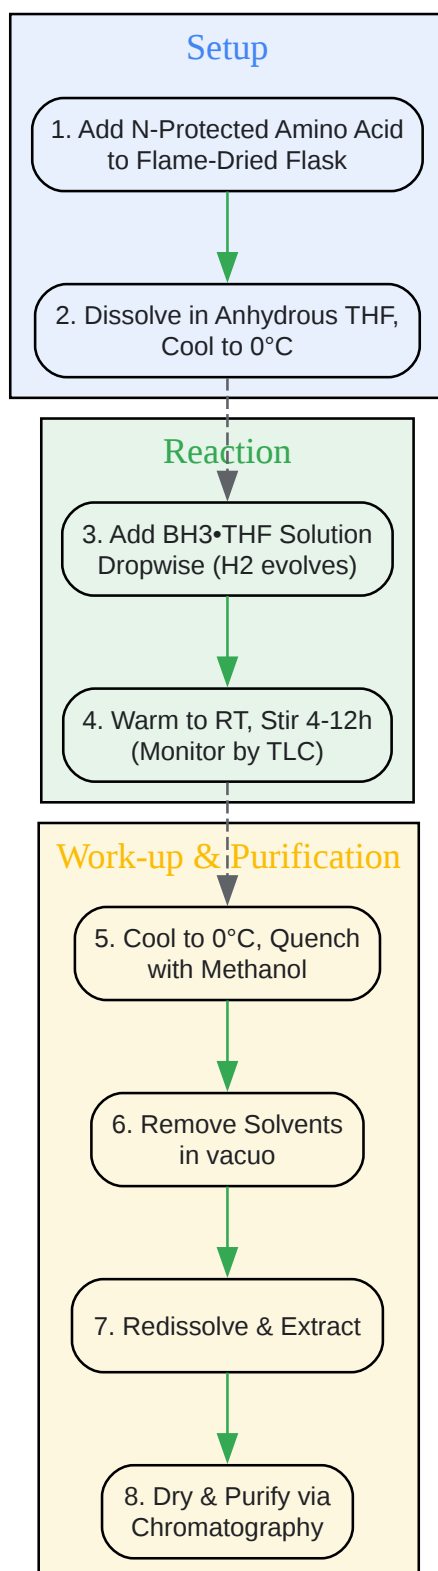 Setup
1. Add N-Protected Amino Acid
to Flame-Dried Flask
2. Dissolve in Anhydrous THF,
Cool to 0°C
Reaction
3. Add BH3•THF Solution
Dropwise (H2 evolves)
4. Warm to RT, Stir 4-12h
(Monitor by TLC)
Work-up & Purification
5. Cool to 0°C, Quench
with Methanol
6. Remove Solvents
in vacuo
7. Redissolve & Extract
8. Dry & Purify via
Chromatography